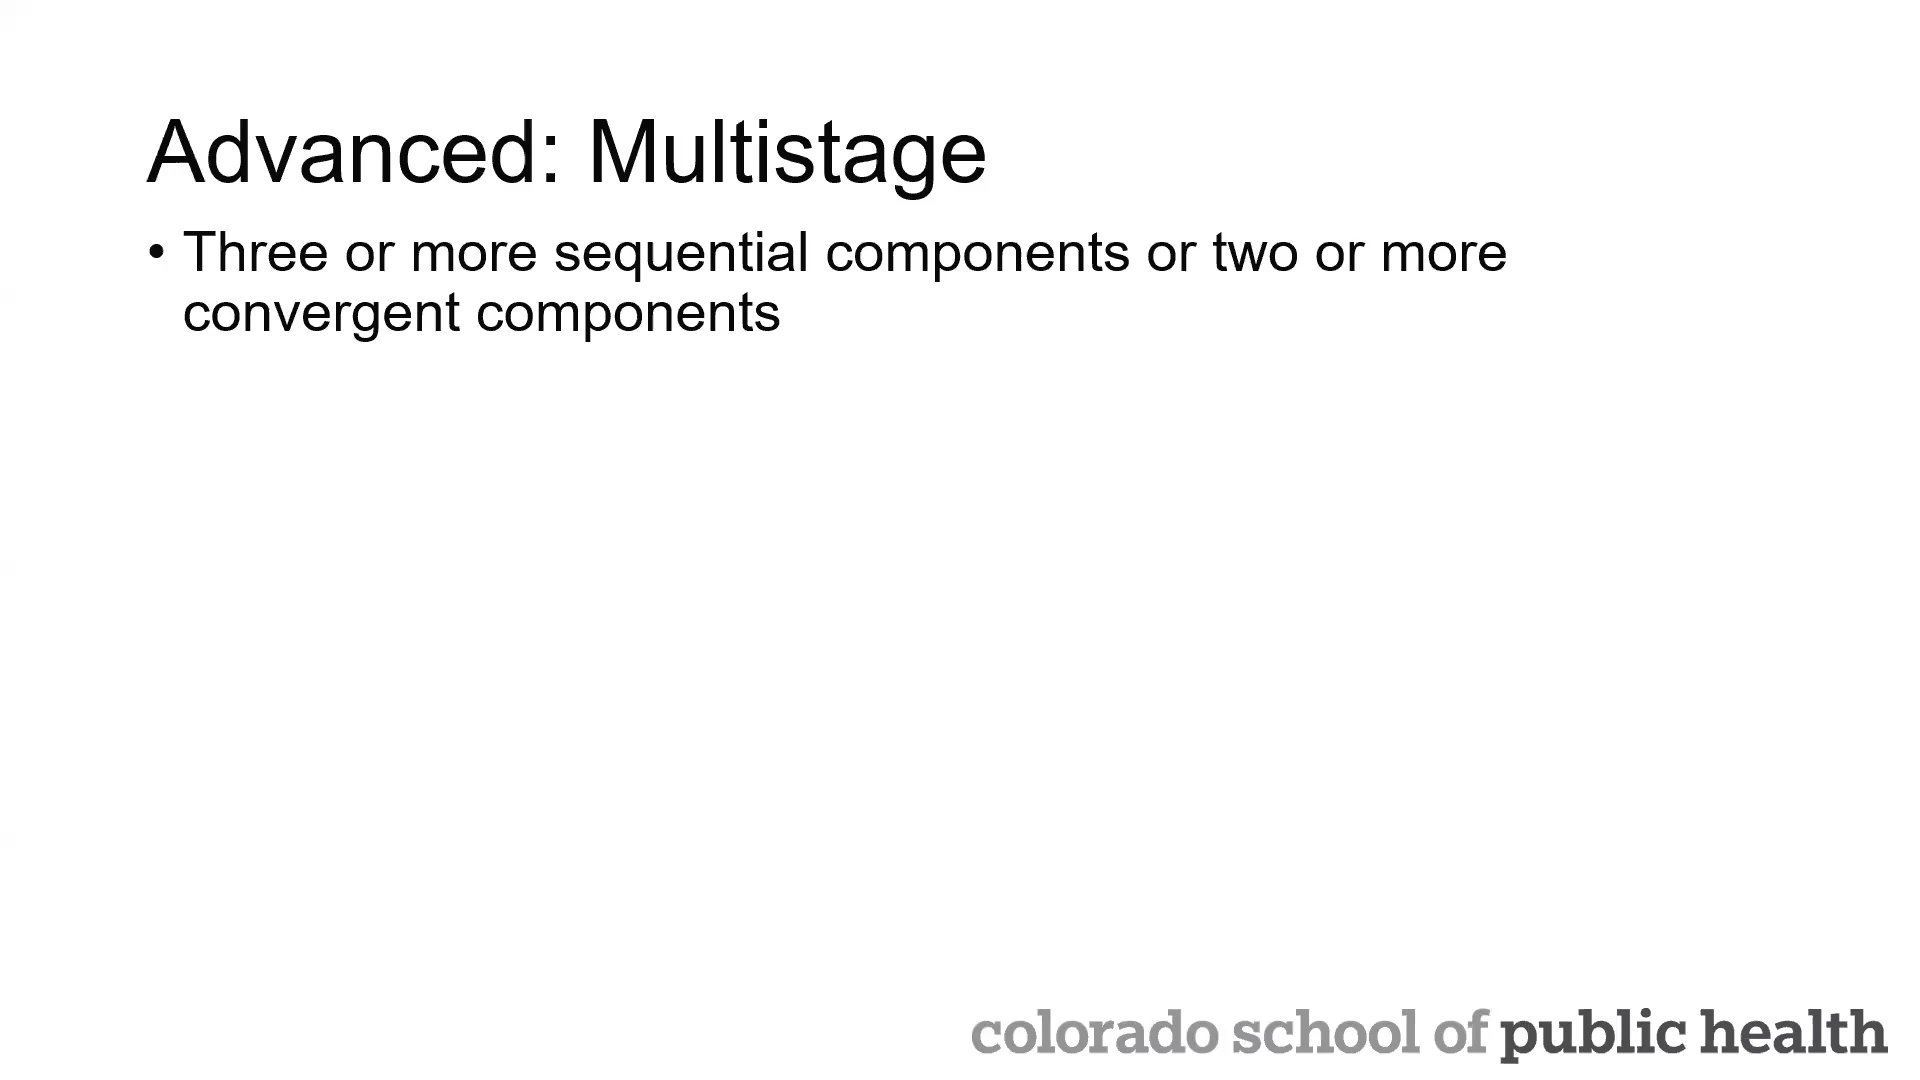 Advanced: Multistage
• Three or more sequential components or two or more
convergent components
colorado school of public health